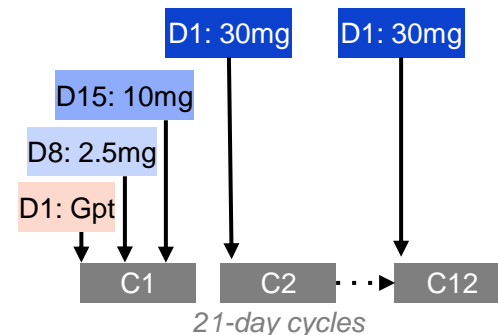 D1: 30mg
D1: 30mg
D15: 10mg
D8: 2.5mg
D1: Gpt
C1
C2
C12
21-day cycles